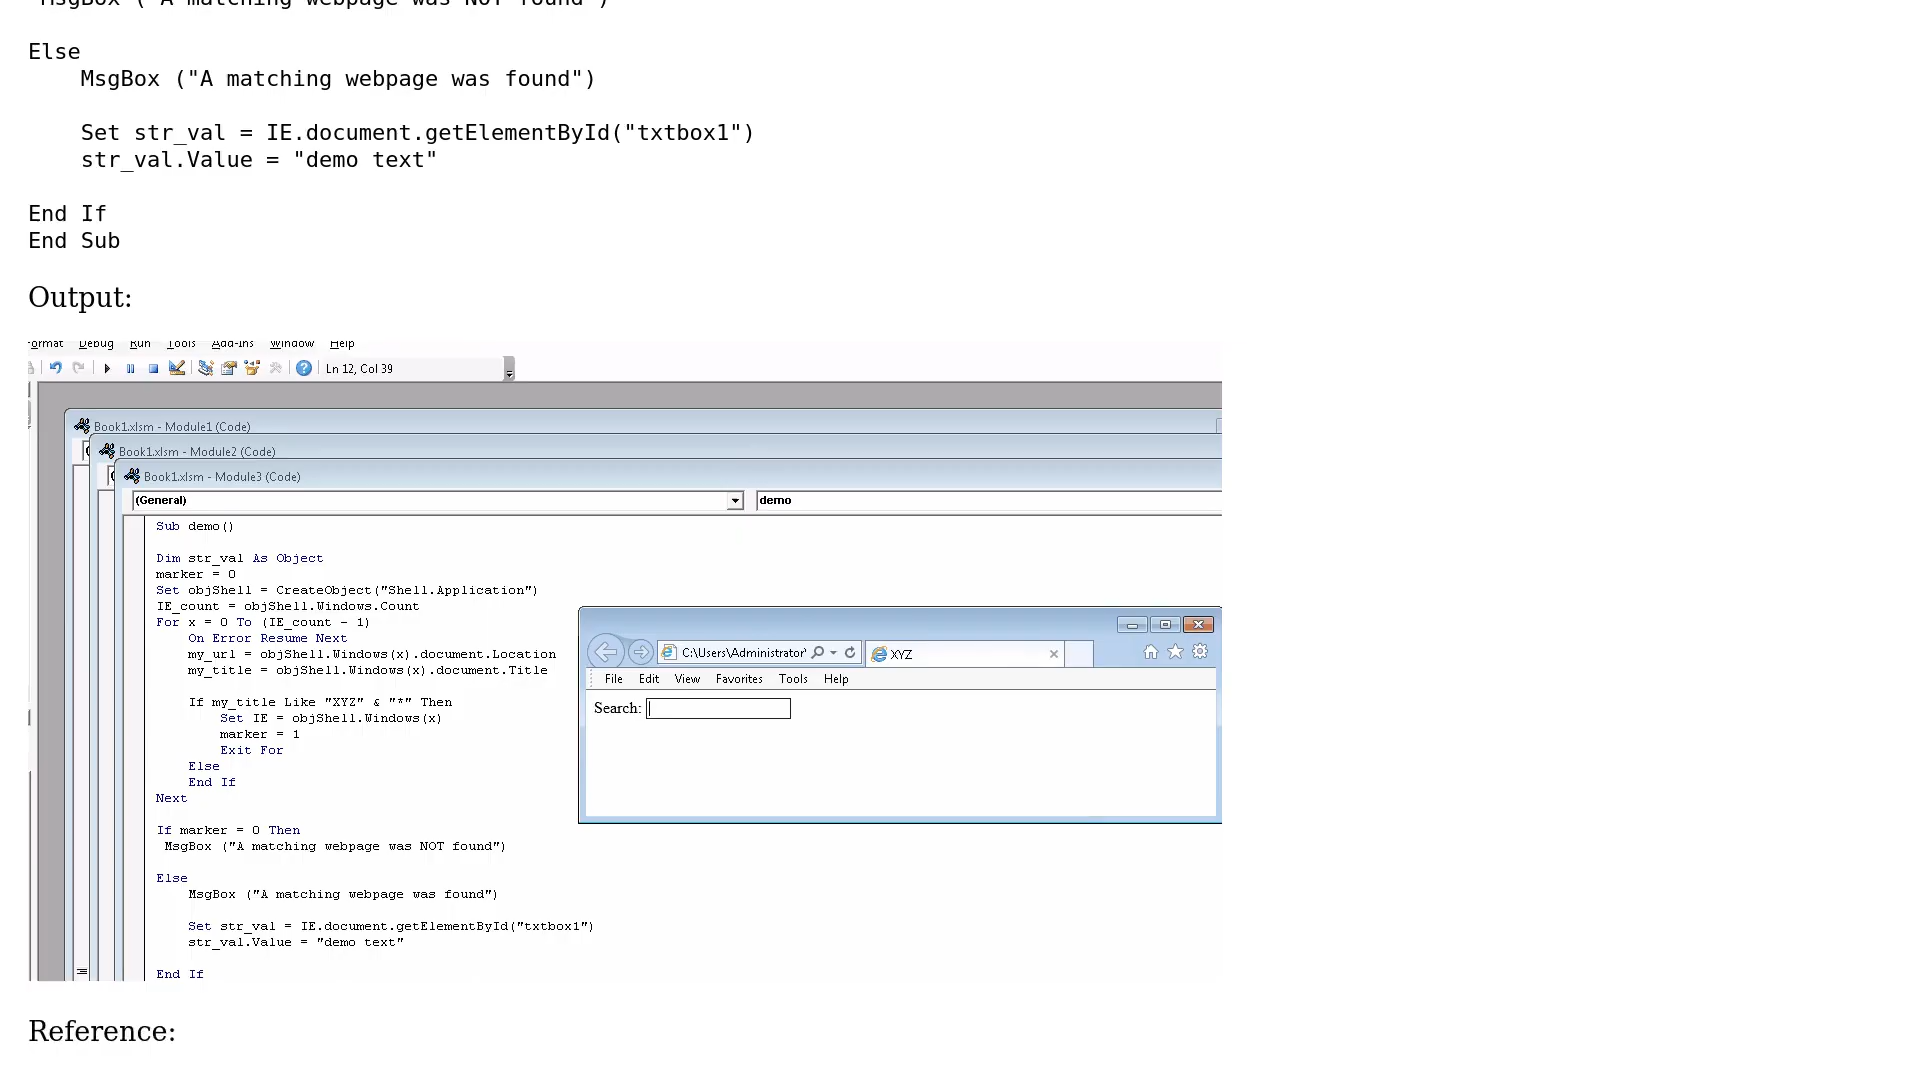 MsgBox ("A matching webpage was NOT found")
Else
    MsgBox ("A matching webpage was found")
    Set str_val = IE.document.getElementById("txtbox1")
    str_val.Value = "demo text"
End If
End Sub
Output:
ormat Debug Run Tools Add-Ins Window Help
Ln 12, Col 39
Book1.xlsm - Module1 (Code)
Book1.xlsm - Module2 (Code)
Book1.xlsm - Module3 (Code)
(General) demo
Sub demo()
Dim str_val As Object
marker = 0
Set objShell = CreateObject("Shell.Application")
IE_count = objShell.Windows.Count
For x = 0 To (IE_count - 1)
    On Error Resume Next
    my_url = objShell.Windows(x).document.Location
    my_title = objShell.Windows(x).document.Title
    If my_title Like "XYZ" & "*" Then
        Set IE = objShell.Windows(x)
        marker = 1
        Exit For
    Else
    End If
Next
If marker = 0 Then
 MsgBox ("A matching webpage was NOT found")
Else
    MsgBox ("A matching webpage was found")
    Set str_val = IE.document.getElementById("txtbox1")
    str_val.Value = "demo text"
End If
C:\Users\Administrator' XYZ
File Edit View Favorites Tools Help
Search:
Reference: